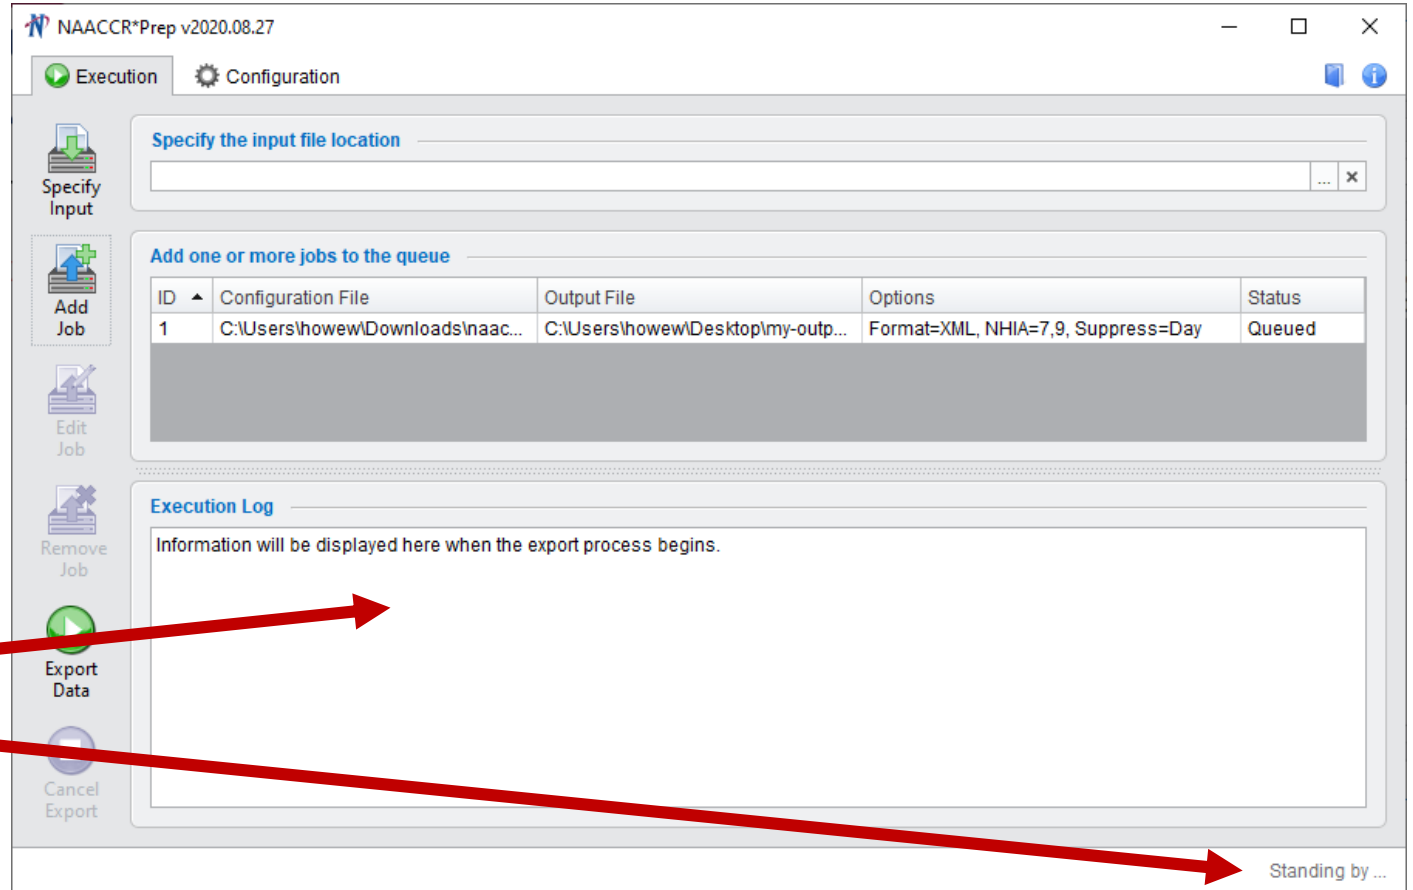 NAACCR*Prep v2020.08.27
Execution
Configuration
Specify the input file location
...
Specify
Input
Add one or more jobs to the queue
Add
Job
ID Configuration File Output File Options Status
1 C:\Users\howew\Downloads\naac... C:\Users\howew\Desktop\my-outp... Format=XML, NHIA=7,9, Suppress=Day Queued
Edit
Job
Execution Log
Information will be displayed here when the export process begins.
Remove
Job
Export
Data
Cancel
Export
Standing by ...